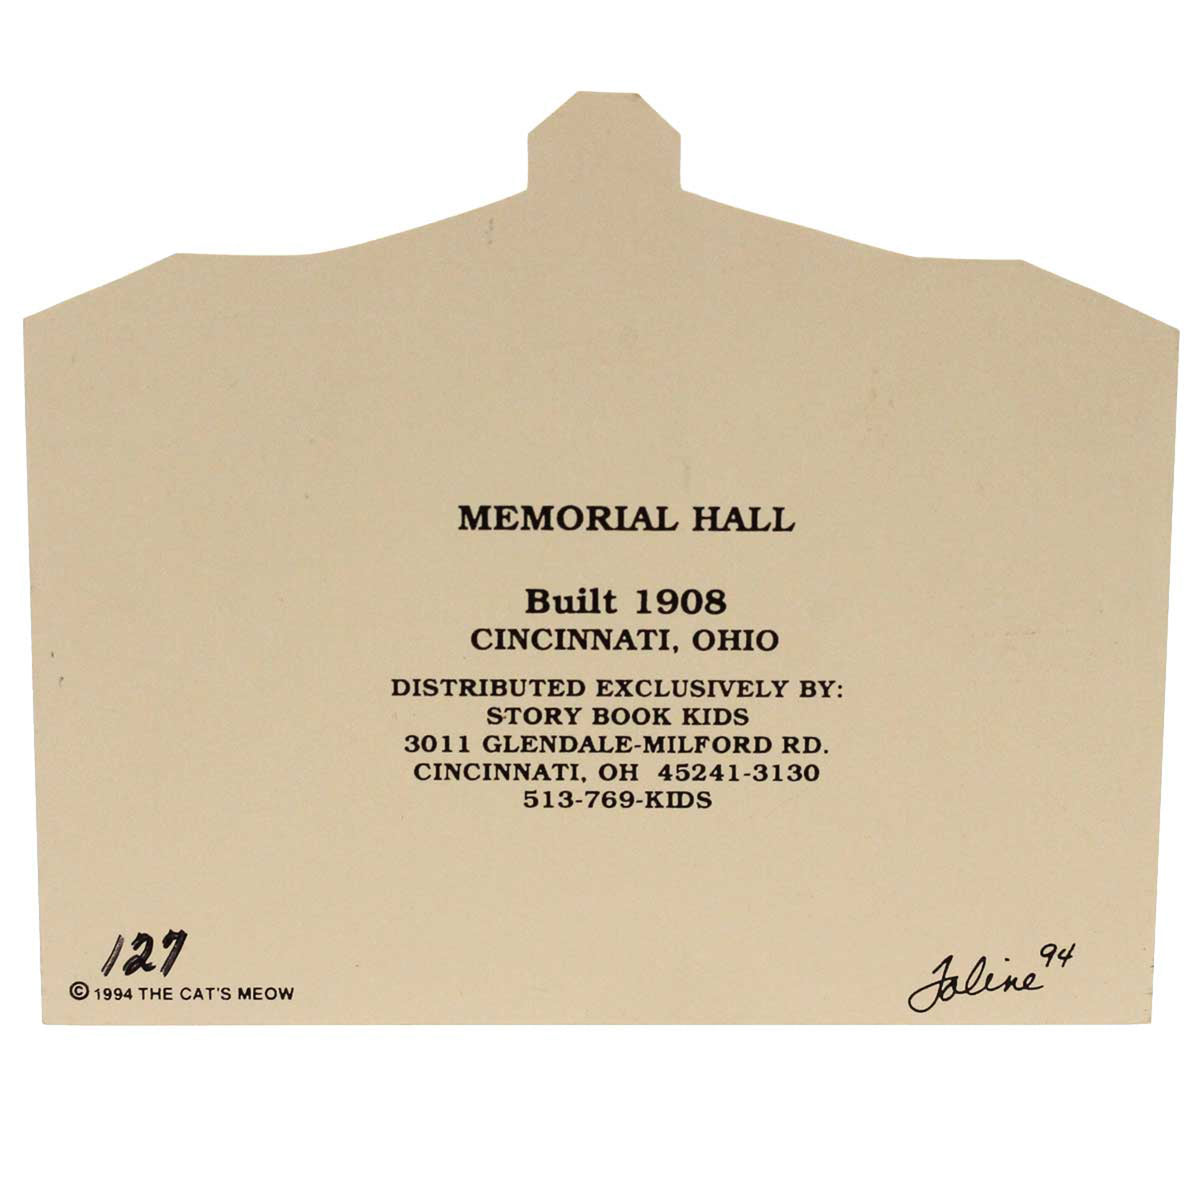 MEMORIAL HALL
Built 1908
CINCINNATI, OHIO
DISTRIBUTED EXCLUSIVELY BY:
STORY BOOK KIDS
3011 GLENDALE-MILFORD RD.
CINCINNATI, OH 45241-3130
513-769-KIDS
127
© 1994 THE CAT'S MEOW
Faline 94